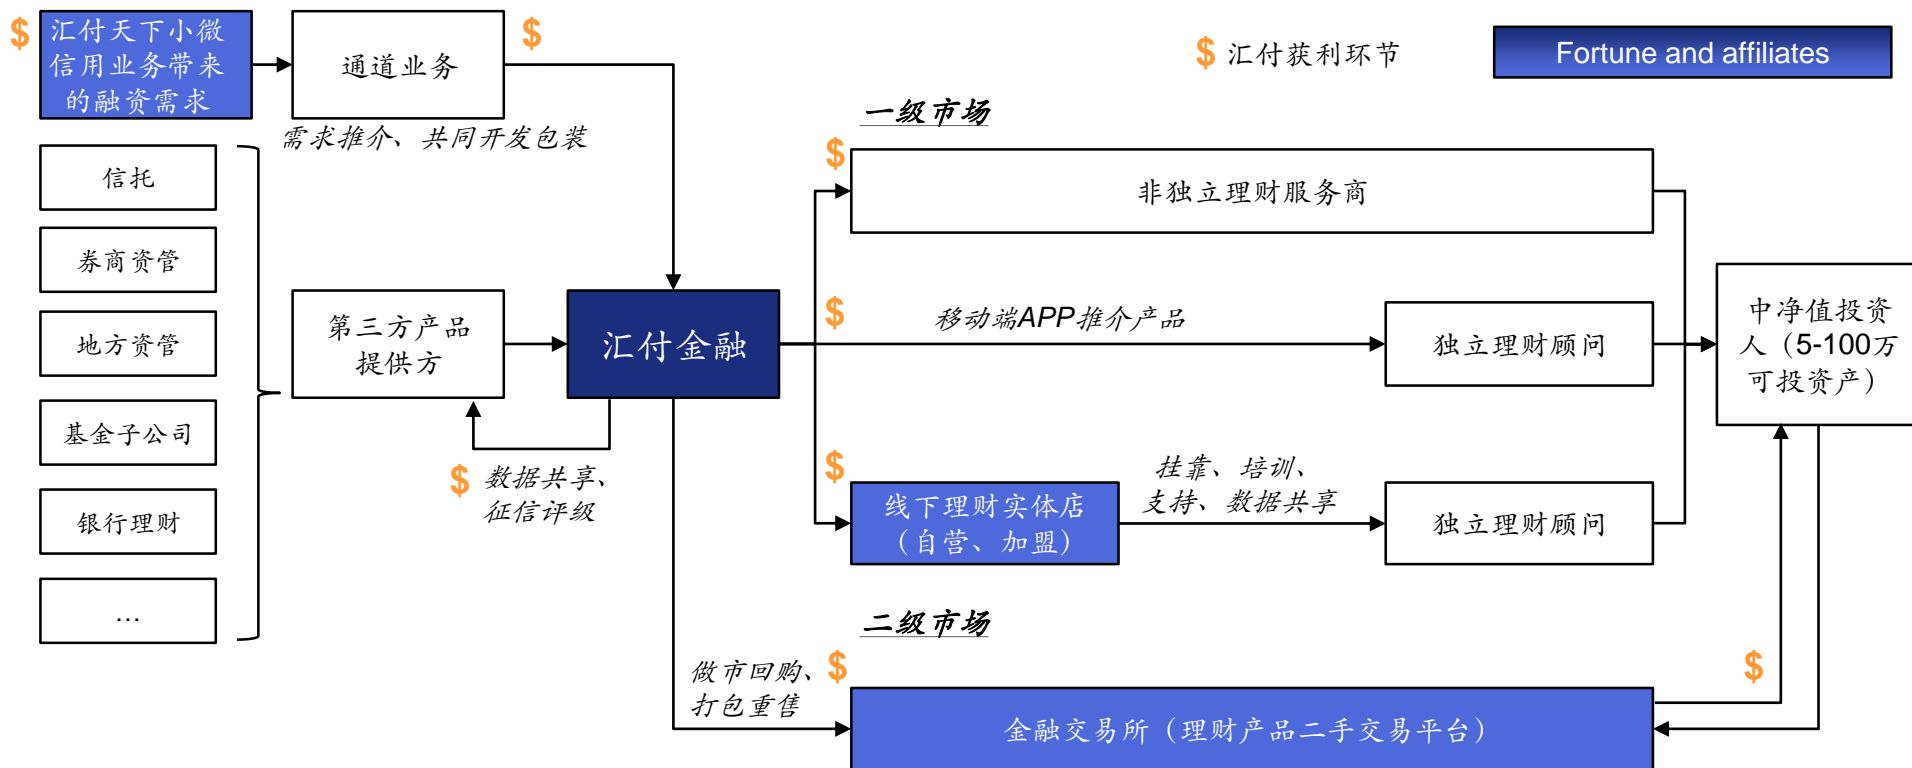 $
汇付天下小微
信用业务带来
的融资需求
通道业务
$
需求推介、共同开发包装
$ 汇付获利环节
Fortune and affiliates
信托
券商资管
地方资管
基金子公司
银行理财
…
第三方产品
提供方
汇付金融
$ 数据共享、
征信评级
一级市场
$
非独立理财服务商
$
移动端APP推介产品
独立理财顾问
$
线下理财实体店
（自营、加盟）
挂靠、培训、
支持、数据共享
独立理财顾问
中净值投资
人（5-100万
可投资产）
二级市场
做市回购、
打包重售
$
金融交易所（理财产品二手交易平台）
$